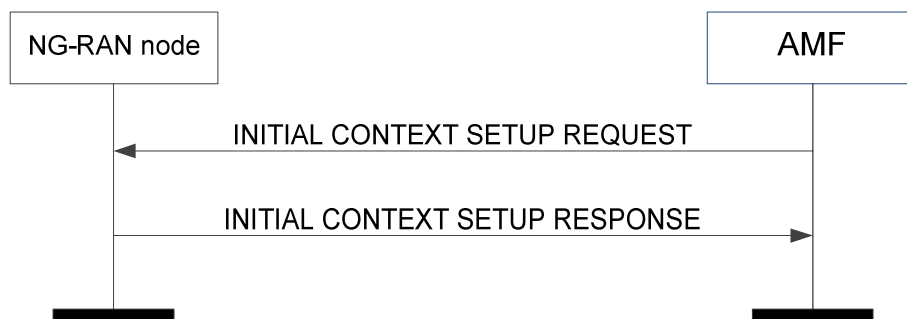 NG-RAN node
AMF
INITIAL CONTEXT SETUP REQUEST
INITIAL CONTEXT SETUP RESPONSE